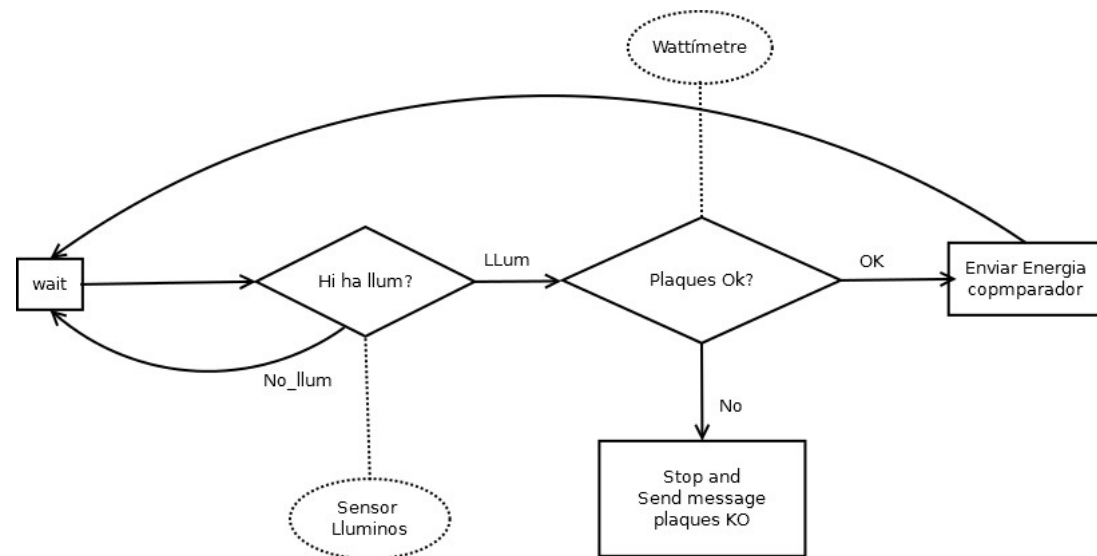 Wattímetre
wait
Hi ha llum?
LLum
Plaques Ok?
OK
Enviar Energia
copmparador
No_llum
No
Sensor
Lluminos
Stop and
Send message
plaques KO